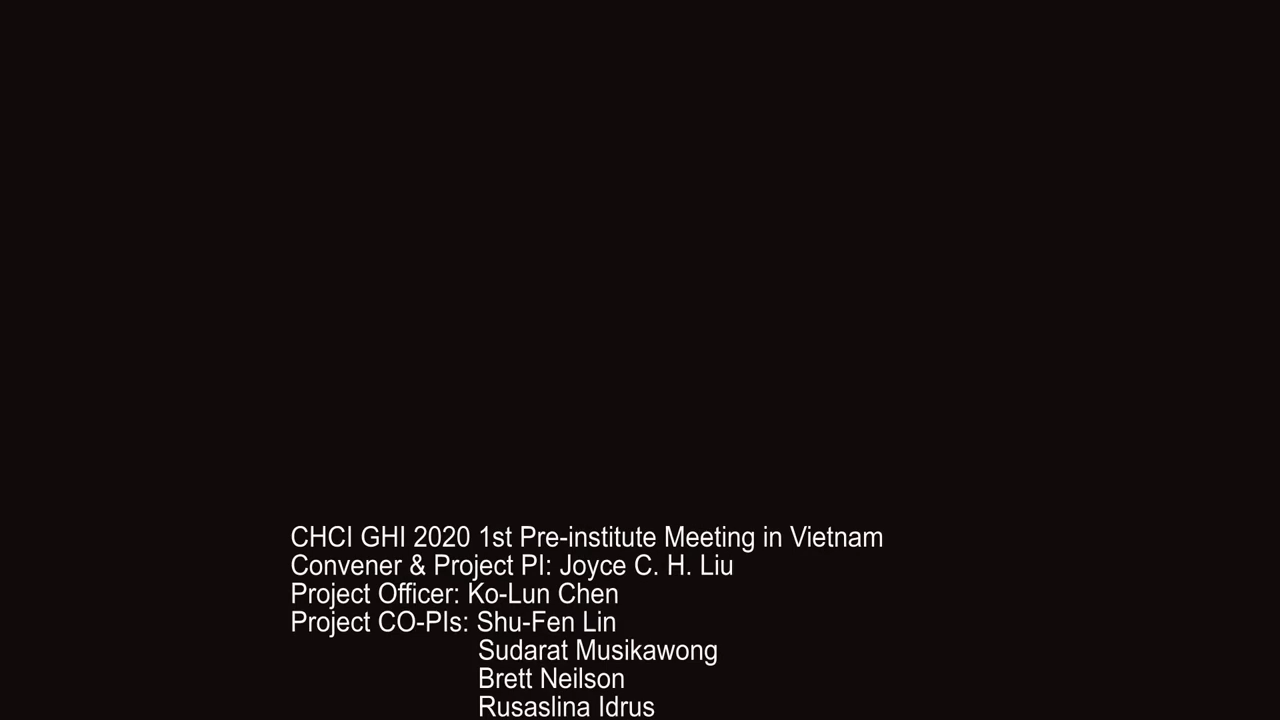 CHCI GHI 2020 1st Pre-institute Meeting in Vietnam
Convener & Project PI: Joyce C. H. Liu
Project Officer: Ko-Lun Chen
Project CO-PIs: Shu-Fen Lin
Sudarat Musikawong
Brett Neilson
Rusaslina Idrus